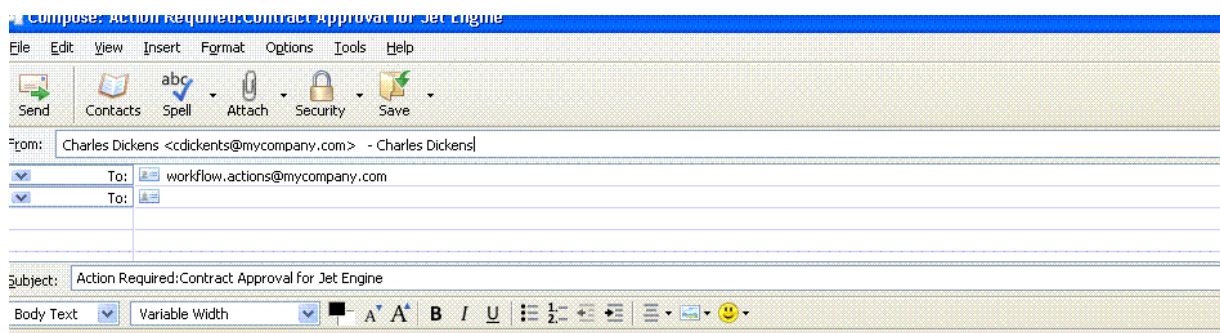 Compose: Action Required:Contract Approval for Jet Engine
File Edit View Insert Format Options Tools Help
abc
Send Contacts Spell Attach Security Save
From: Charles Dickens <cdickents@mycompany.com> - Charles Dickens
To: workflow.actions@mycompany.com
To:
Subject: Action Required:Contract Approval for Jet Engine
Body Text Variable Width A A B I U